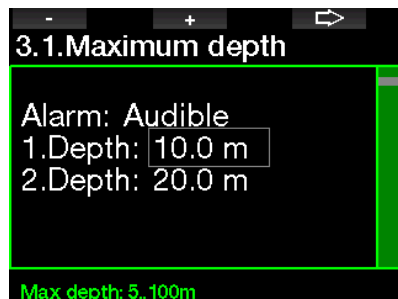 - + ⇨
3.1.Maximum depth
Alarm: Audible
1.Depth: 10.0 m
2.Depth: 20.0 m
Max depth: 5..100m